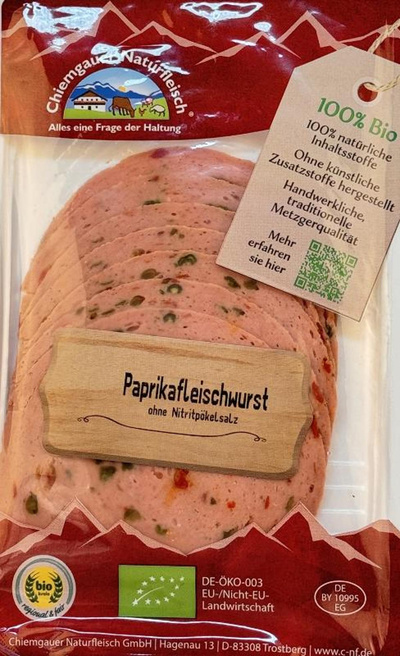 Chiemgauer Naturfleisch
Alles eine Frage der Haltung
100% Bio
100% natürliche
Inhaltsstoffe
Ohne künstliche
Zusatzstoffe hergestellt
Handwerkliche,
traditionelle
Metzgerqualität
Mehr
erfahren
sie hier
Paprikafleischwurst
ohne Nitritpökelsalz
bio
kreis
regional & fair
DE-ÖKO-003
EU-/Nicht-EU-
Landwirtschaft
DE
BY 10995
EG
Chiemgauer Naturfleisch GmbH | Hagenau 13 | D-83308 Trostberg | www.c-nf.de